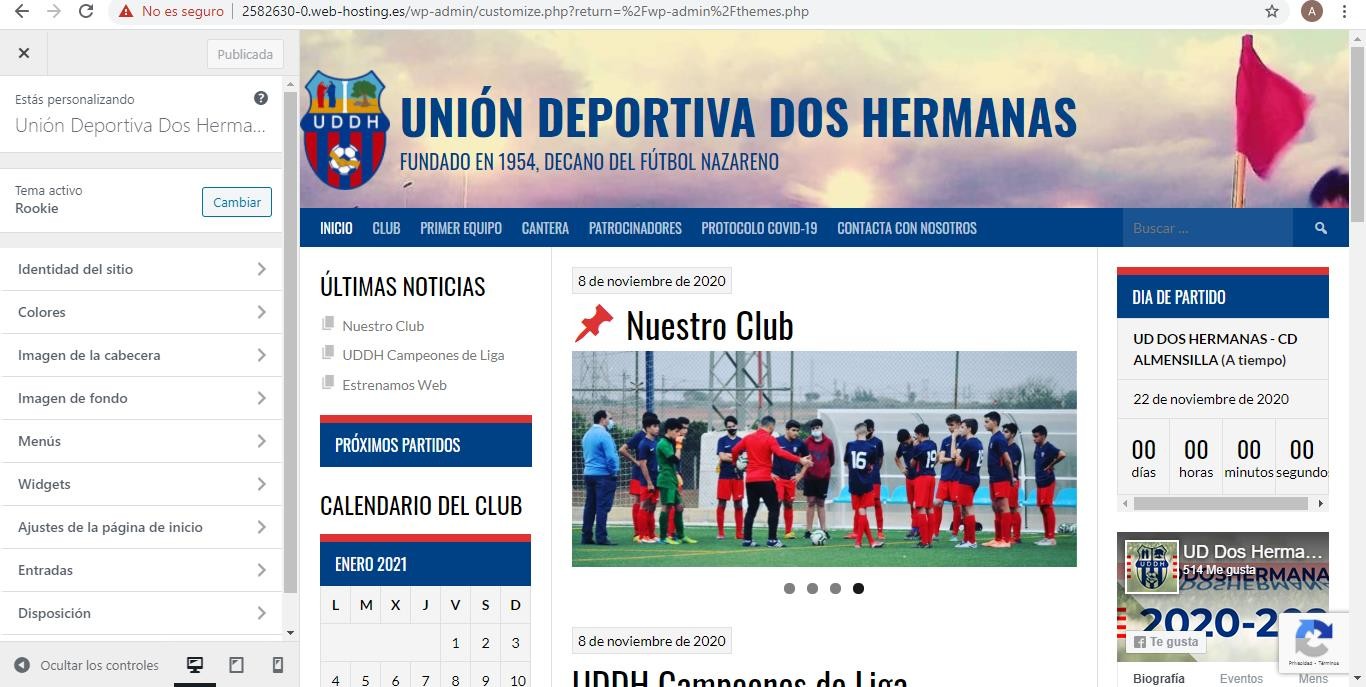 No es seguro | 2582630-0.web-hosting.es/wp-admin/customize.php?return=%2Fwp-admin%2Fthemes.php
A
Publicada
Estás personalizando
Unión Deportiva Dos Herma...
Tema activo
Rookie
Cambiar
Identidad del sitio
Colores
Imagen de la cabecera
Imagen de fondo
Menús
Widgets
Ajustes de la página de inicio
Entradas
Disposición
Ocultar los controles
UDDH
UNIÓN DEPORTIVA DOS HERMANAS
FUNDADO EN 1954, DECANO DEL FÚTBOL NAZARENO
INICIO CLUB PRIMER EQUIPO CANTERA PATROCINADORES PROTOCOLO COVID-19 CONTACTA CON NOSOTROS
Buscar ...
ÚLTIMAS NOTICIAS
Nuestro Club
UDDH Campeones de Liga
Estrenamos Web
PRÓXIMOS PARTIDOS
CALENDARIO DEL CLUB
ENERO 2021
L M X J V S D
1 2 3
4 5 6 7 8 9 10
8 de noviembre de 2020
Nuestro Club
16
19
8 de noviembre de 2020
UDDH Campeones de Liga
DIA DE PARTIDO
UD DOS HERMANAS - CD
ALMENSILLA (A tiempo)
22 de noviembre de 2020
00 00 00 00
días horas minutos segundos
UD Dos Herma...
514 Me gusta
UDDH
DOSHERMANA
2020-202
Te gusta
Privacidad - Términos
Biografía Eventos Mens